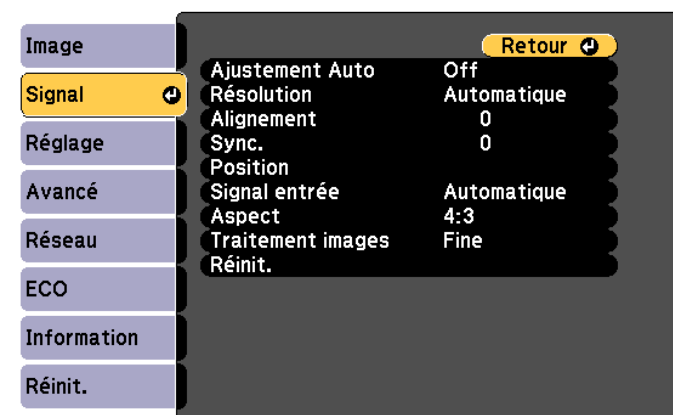 Image
Signal
Réglage
Avancé
Réseau
ECO
Information
Réinit.
Retour
Ajustement Auto Off
Résolution Automatique
Alignement 0
Sync. 0
Position
Signal entrée Automatique
Aspect 4:3
Traitement images Fine
Réinit.